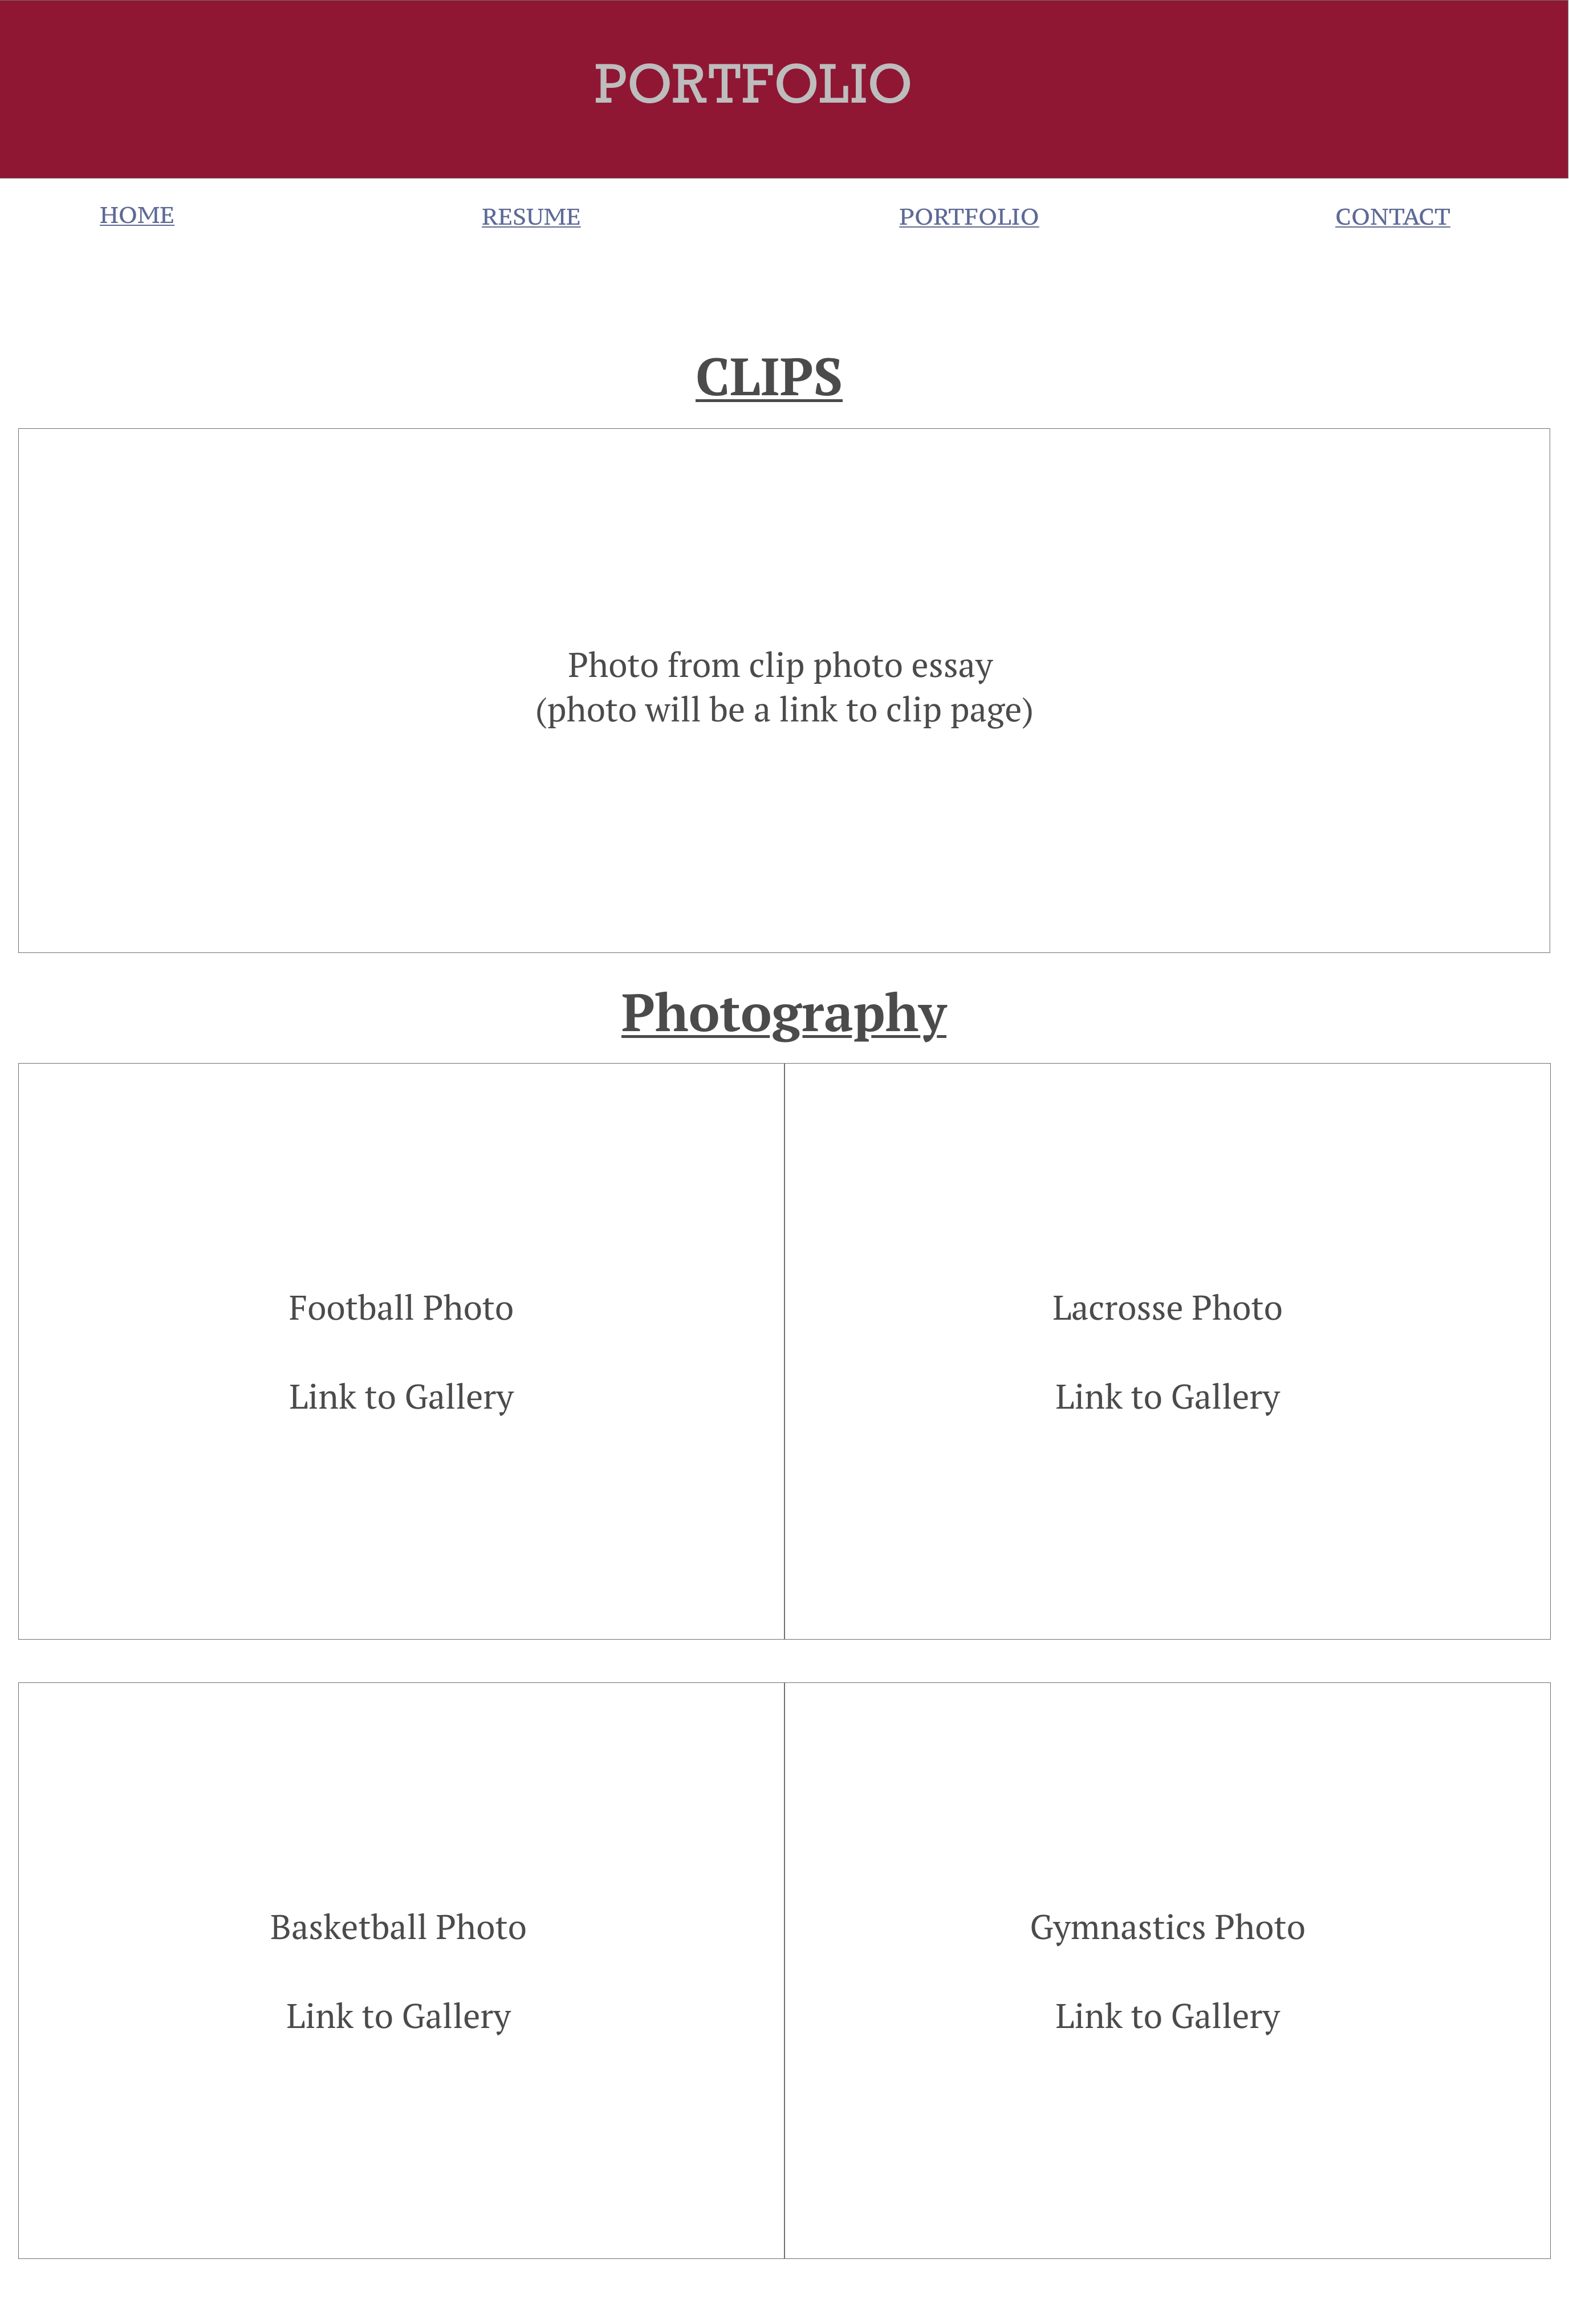 PORTFOLIO
HOME
RESUME
PORTFOLIO
CONTACT
CLIPS
Photo from clip photo essay
(photo will be a link to clip page)
Photography
Football Photo
Link to Gallery
Lacrosse Photo
Link to Gallery
Basketball Photo
Link to Gallery
Gymnastics Photo
Link to Gallery